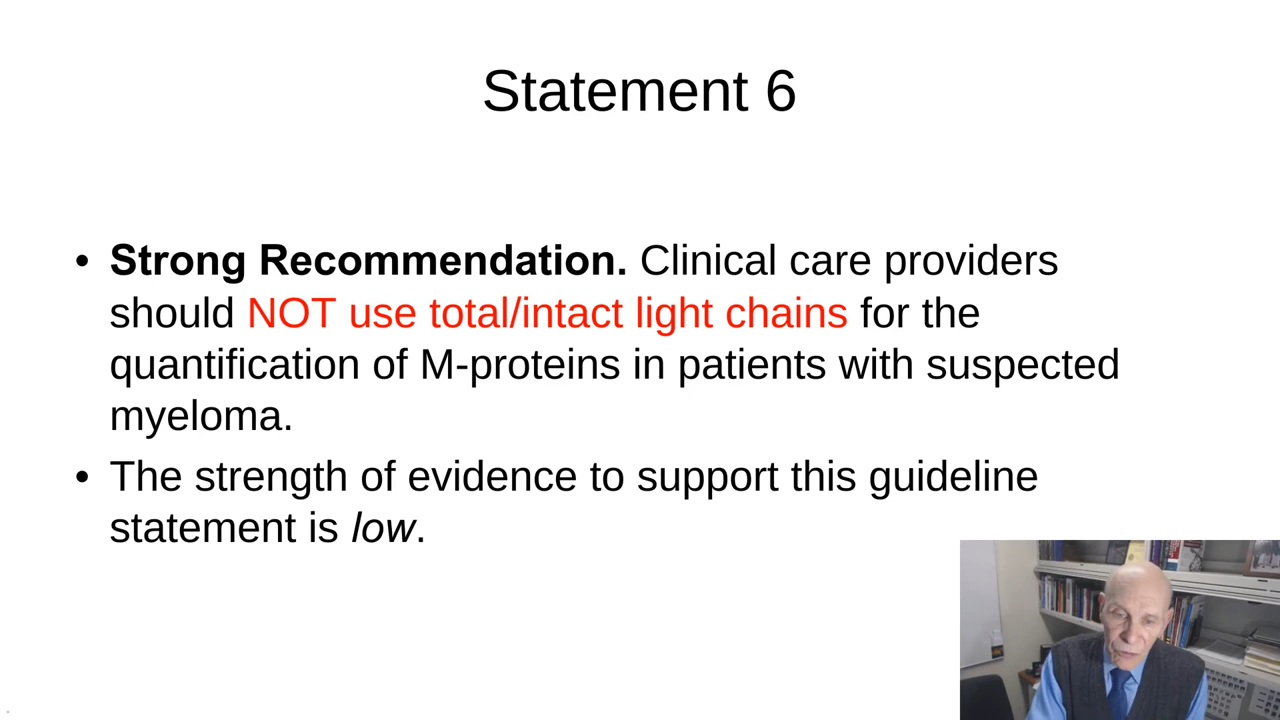 Statement 6
• Strong Recommendation. Clinical care providers
should NOT use total/intact light chains for the
quantification of M-proteins in patients with suspected
myeloma.
• The strength of evidence to support this guideline
statement is low.